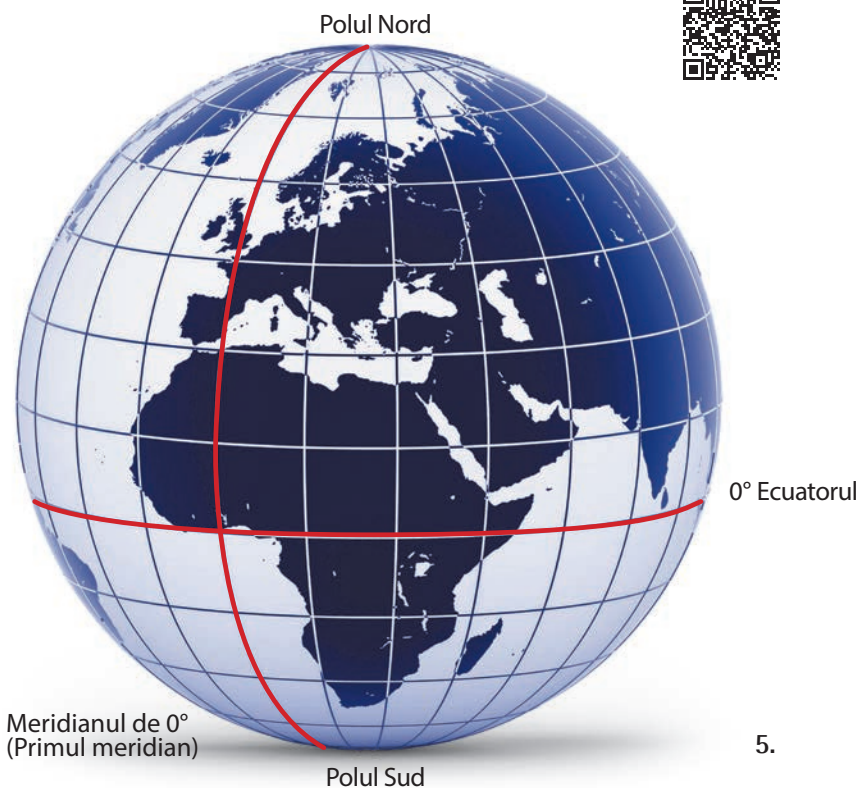 Polul Nord
0° Ecuatorul
Meridianul de 0°
(Primul meridian)
5.
Polul Sud